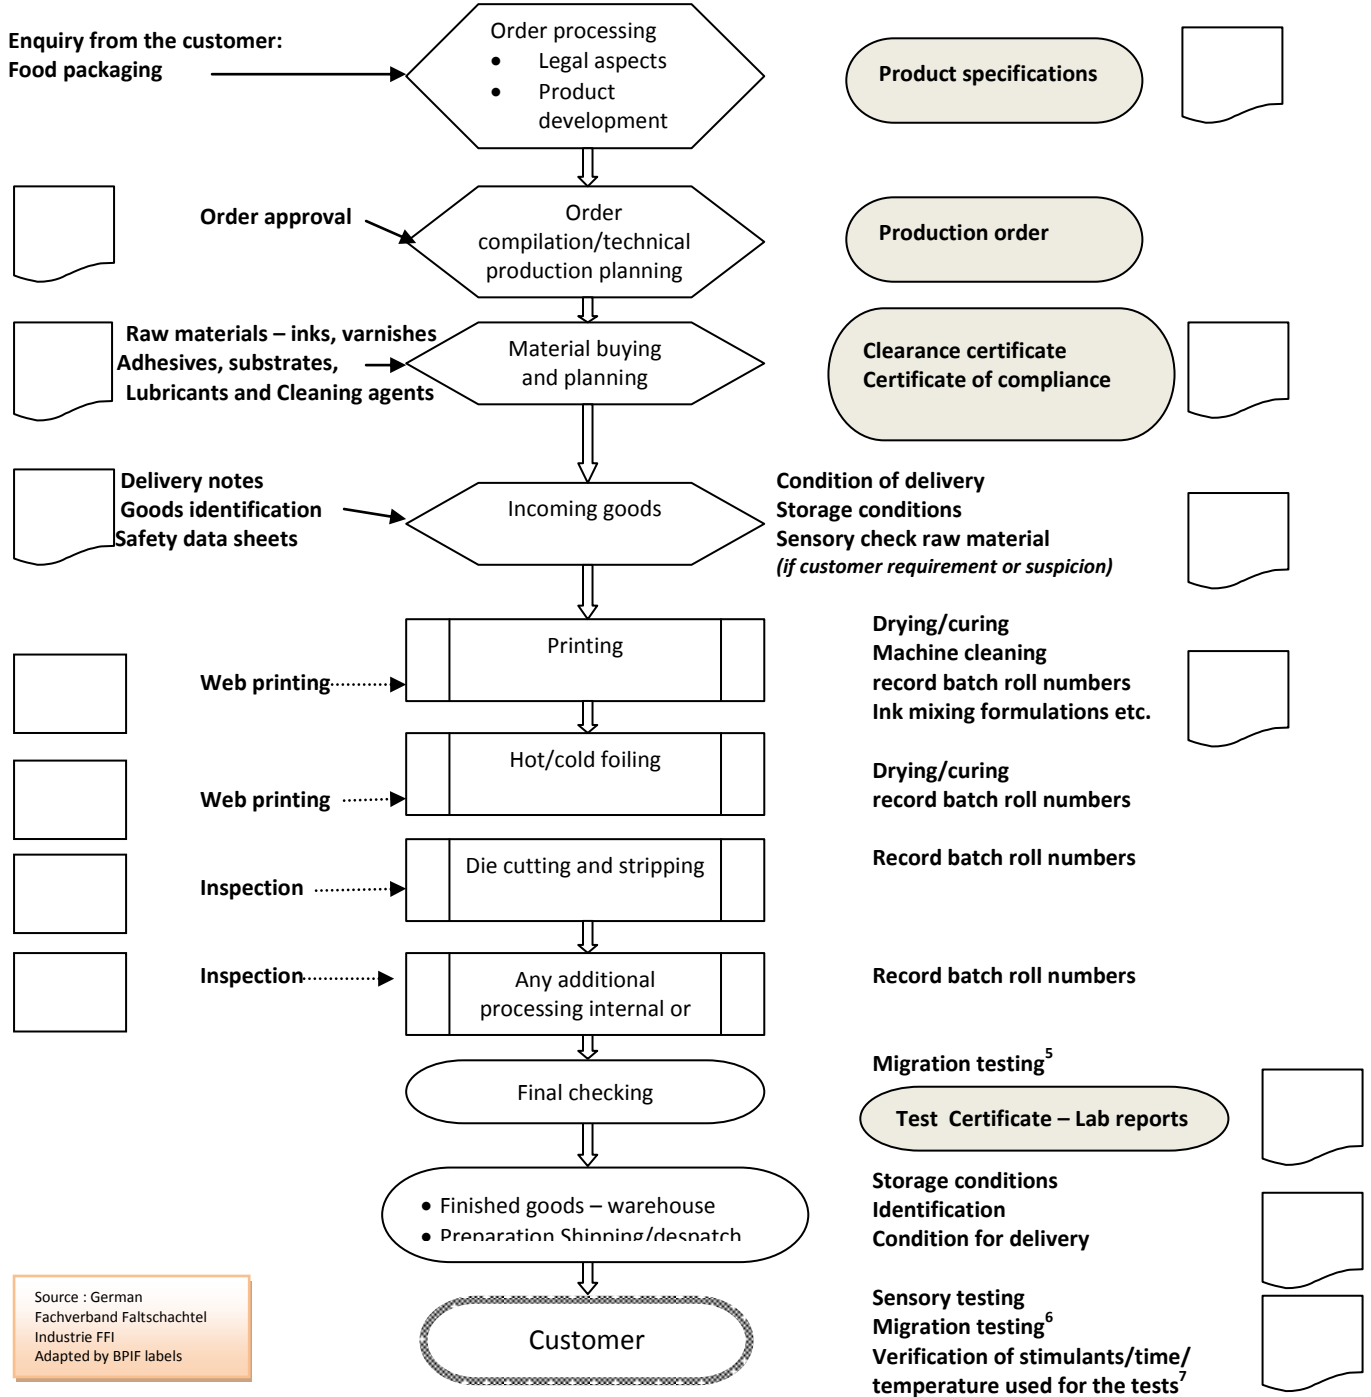 Enquiry from the customer:
Food packaging
Order processing
• Legal aspects
• Product
development
Product specifications
Order approval
Order
compilation/technical
production planning
Production order
Raw materials – inks, varnishes
Adhesives, substrates,
Lubricants and Cleaning agents
Material buying
and planning
Clearance certificate
Certificate of compliance
Delivery notes
Goods identification
Safety data sheets
Incoming goods
Condition of delivery
Storage conditions
Sensory check raw material
(if customer requirement or suspicion)
Web printing
Printing
Drying/curing
Machine cleaning
record batch roll numbers
Ink mixing formulations etc.
Web printing
Hot/cold foiling
Drying/curing
record batch roll numbers
Inspection
Die cutting and stripping
Record batch roll numbers
Inspection
Any additional
processing internal or
Record batch roll numbers
Final checking
Migration testing5
Test Certificate – Lab reports
• Finished goods – warehouse
• Preparation Shipping/despatch
Storage conditions
Identification
Condition for delivery
Customer
Sensory testing
Migration testing6
Verification of stimulants/time/
temperature used for the tests7
Source : German
Fachverband Faltschachtel
Industrie FFI
Adapted by BPIF labels